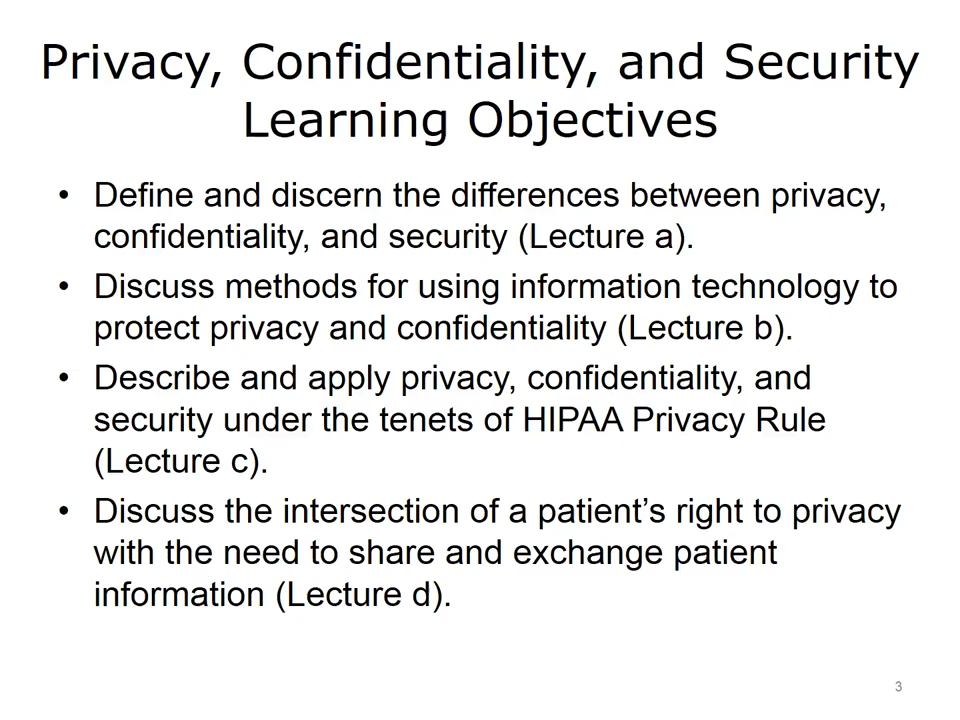 Privacy, Confidentiality, and Security
Learning Objectives
• Define and discern the differences between privacy,
confidentiality, and security (Lecture a).
• Discuss methods for using information technology to
protect privacy and confidentiality (Lecture b).
• Describe and apply privacy, confidentiality, and
security under the tenets of HIPAA Privacy Rule
(Lecture c).
• Discuss the intersection of a patient’s right to privacy
with the need to share and exchange patient
information (Lecture d).
3